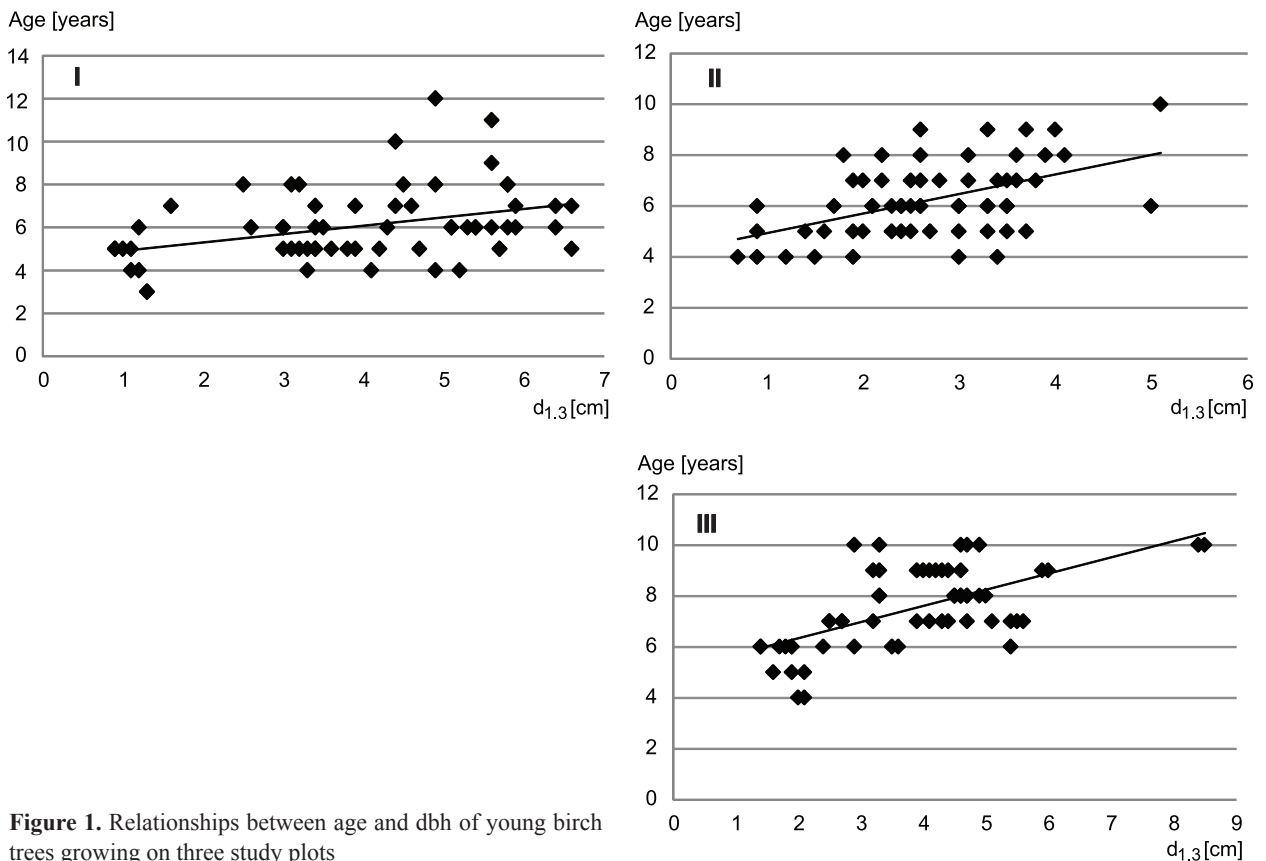 Age [years]
I
14
12
10
8
6
4
2
0
0 1 2 3 4 5 6 7
d1.3 [cm]
Age [years]
II
12
10
8
6
4
2
0
0 1 2 3 4 5 6
d1.3 [cm]
Age [years]
III
12
10
8
6
4
2
0
0 1 2 3 4 5 6 7 8 9
d1.3 [cm]
Figure 1. Relationships between age and dbh of young birch
trees growing on three study plots